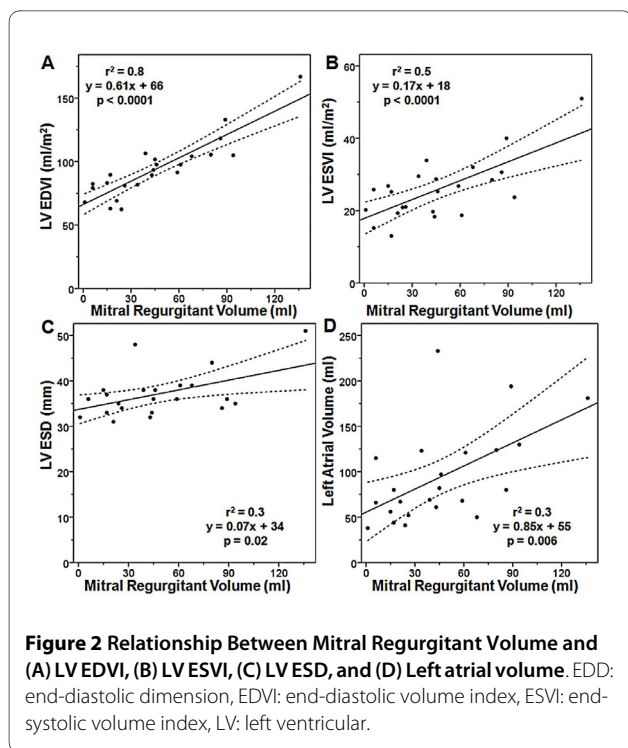 A
r² = 0.8
y = 0.61x + 66
p < 0.0001
LV EDVI (ml/m²)
150
100
50
0
0 30 60 90 120
Mitral Regurgitant Volume (ml)
B
r² = 0.5
y = 0.17x + 18
p < 0.0001
LV ESVI (ml/m²)
60
40
20
0
0 30 60 90 120
Mitral Regurgitant Volume (ml)
C
LV ESD (mm)
50
40
30
20
10
0
r² = 0.3
y = 0.07x + 34
p = 0.02
0 30 60 90 120
Mitral Regurgitant Volume (ml)
D
Left Atrial Volume (ml)
250
200
150
100
50
0
r² = 0.3
y = 0.85x + 55
p = 0.006
0 30 60 90 120
Mitral Regurgitant Volume (ml)
Figure 2 Relationship Between Mitral Regurgitant Volume and
(A) LV EDVI, (B) LV ESVI, (C) LV ESD, and (D) Left atrial volume. EDD:
end-diastolic dimension, EDVI: end-diastolic volume index, ESVI: end-
systolic volume index, LV: left ventricular.